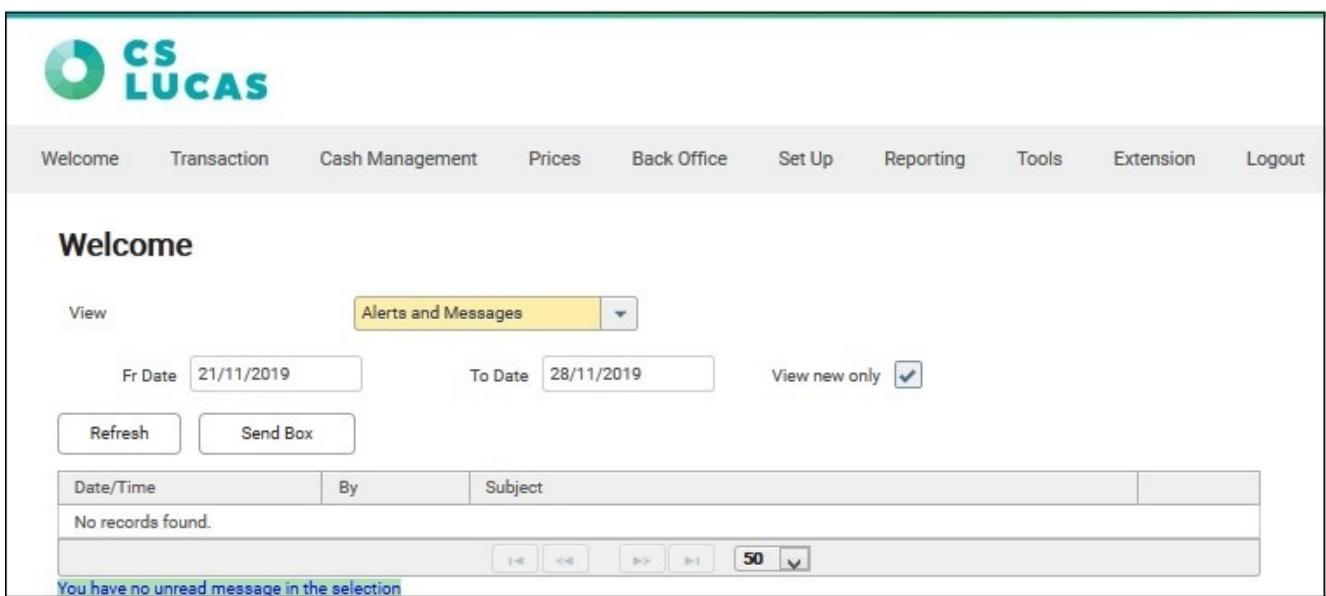 CS
LUCAS
Welcome Transaction Cash Management Prices Back Office Set Up Reporting Tools Extension Logout
Welcome
View Alerts and Messages
Fr Date 21/11/2019 To Date 28/11/2019 View new only
Refresh Send Box
Date/Time By Subject
No records found.
50
You have no unread message in the selection